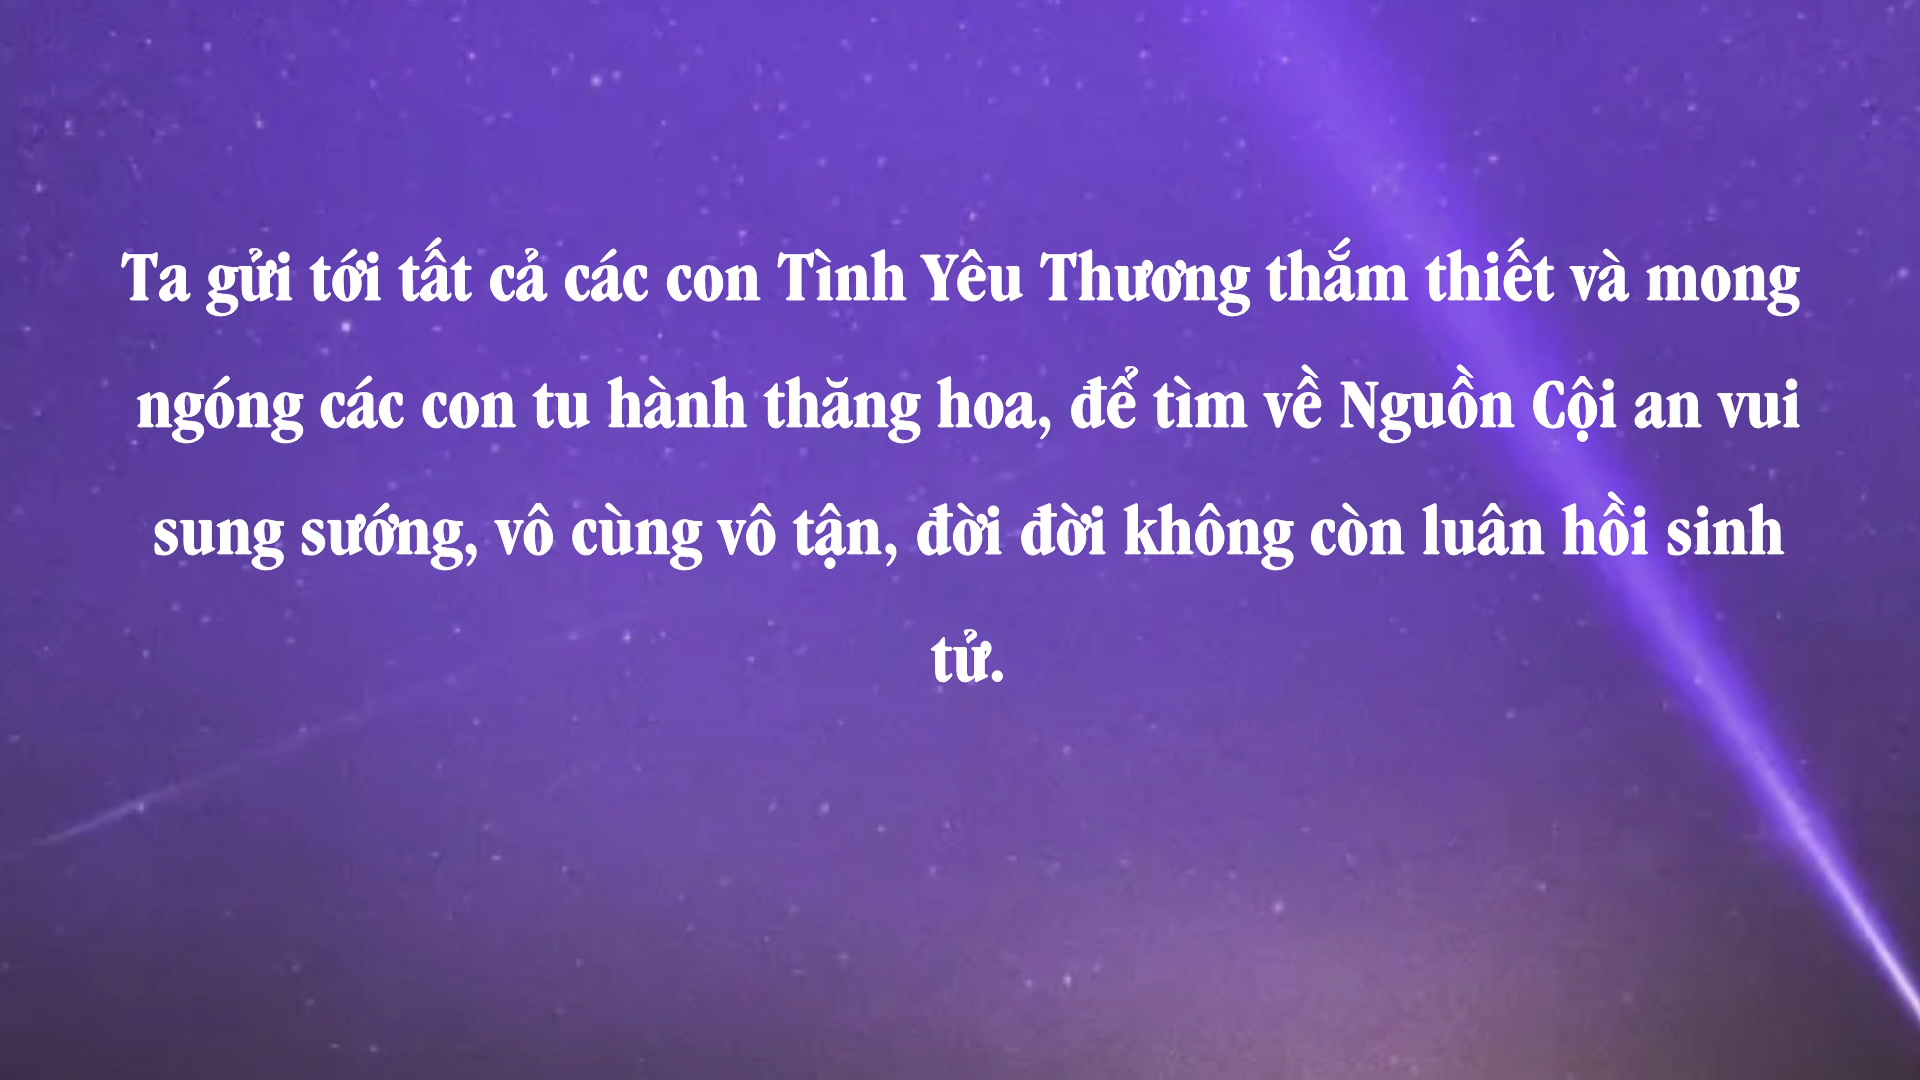 Ta gửi tới tất cả các con Tình Yêu Thương thắm thiết và mong
ngóng các con tu hành thăng hoa, để tìm về Nguồn Cội an vui
sung sướng, vô cùng vô tận, đời đời không còn luân hồi sinh
tử.